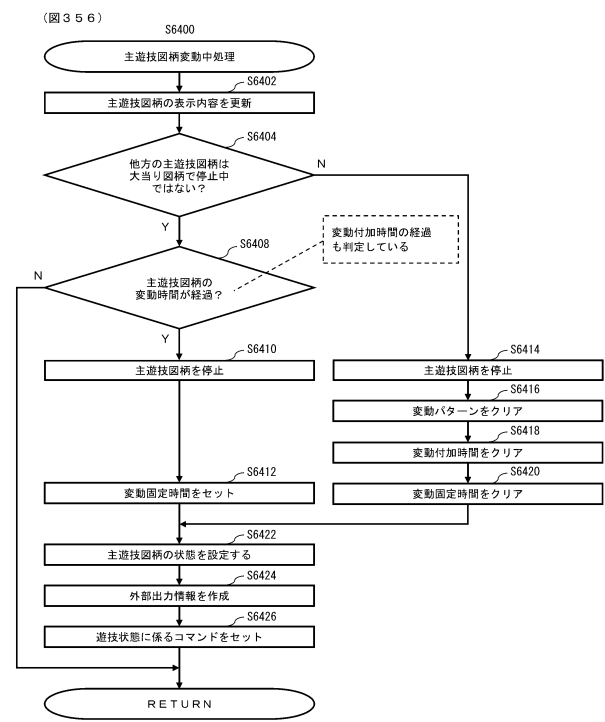 （図３５６）
S6400
主遊技図柄変動中処理
S6402
主遊技図柄の表示内容を更新
S6404
他方の主遊技図柄は
大当り図柄で停止中
ではない？
N
Y
変動付加時間の経過
も判定している
S6408
主遊技図柄の
変動時間が経過？
N
Y
S6410
主遊技図柄を停止
S6414
主遊技図柄を停止
S6416
変動パターンをクリア
S6418
変動付加時間をクリア
S6412
変動固定時間をセット
S6420
変動固定時間をクリア
S6422
主遊技図柄の状態を設定する
S6424
外部出力情報を作成
S6426
遊技状態に係るコマンドをセット
ＲＥＴＵＲＮ